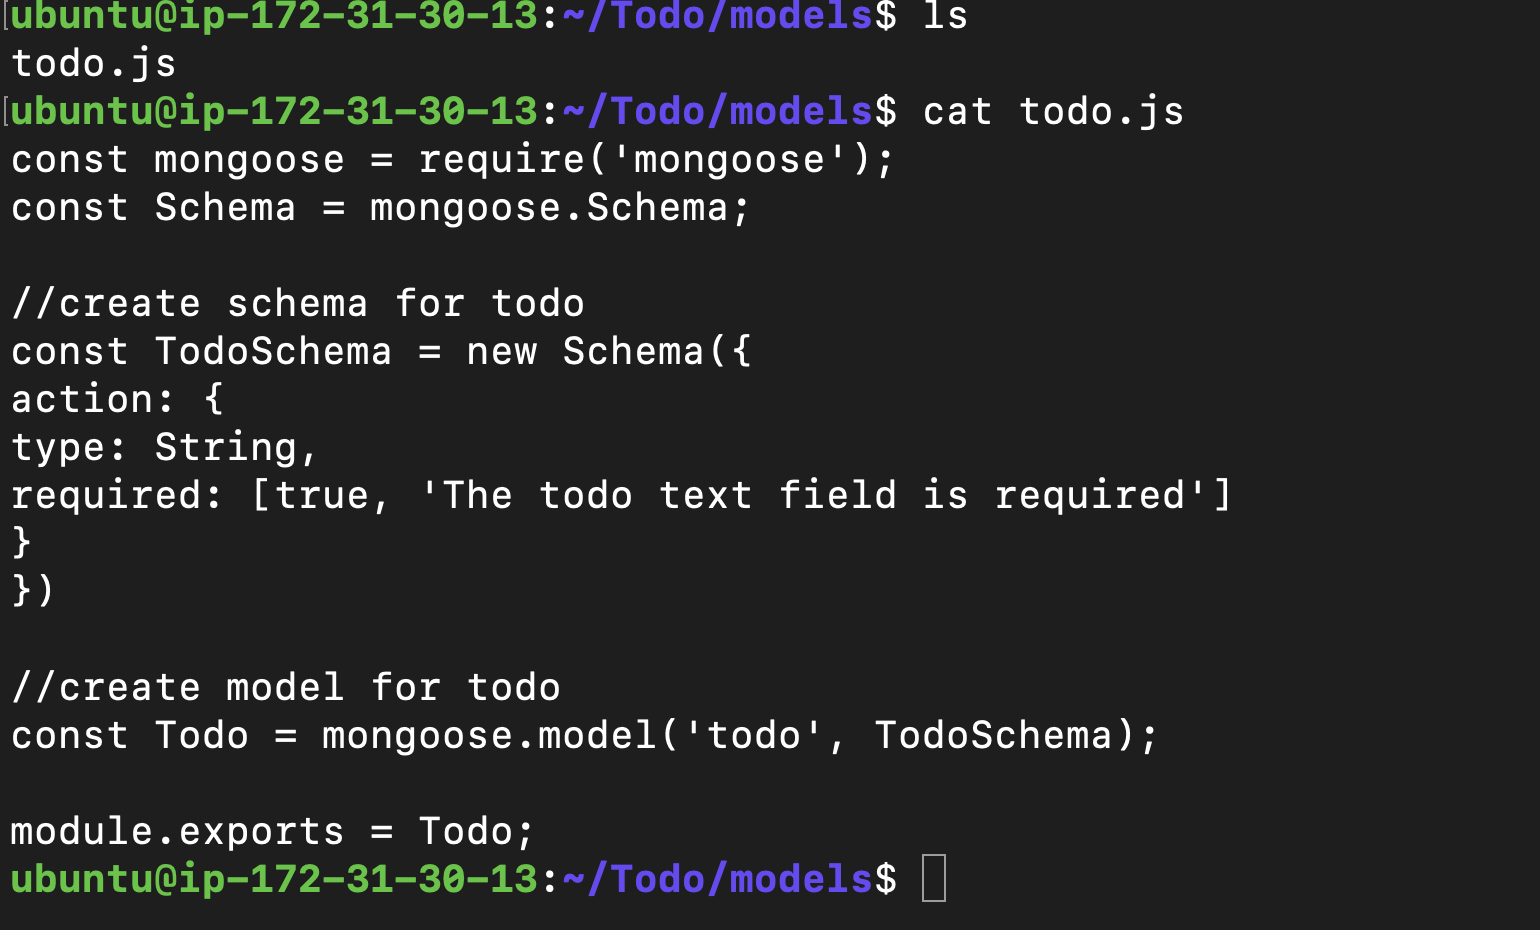 ubuntu@ip-172-31-30-13:~/Todo/models$ ls
todo.js
ubuntu@ip-172-31-30-13:~/Todo/models$ cat todo.js
const mongoose = require('mongoose');
const Schema = mongoose.Schema;

//create schema for todo
const TodoSchema = new Schema({
action: {
type: String,
required: [true, 'The todo text field is required']
}
})

//create model for todo
const Todo = mongoose.model('todo', TodoSchema);

module.exports = Todo;
ubuntu@ip-172-31-30-13:~/Todo/models$